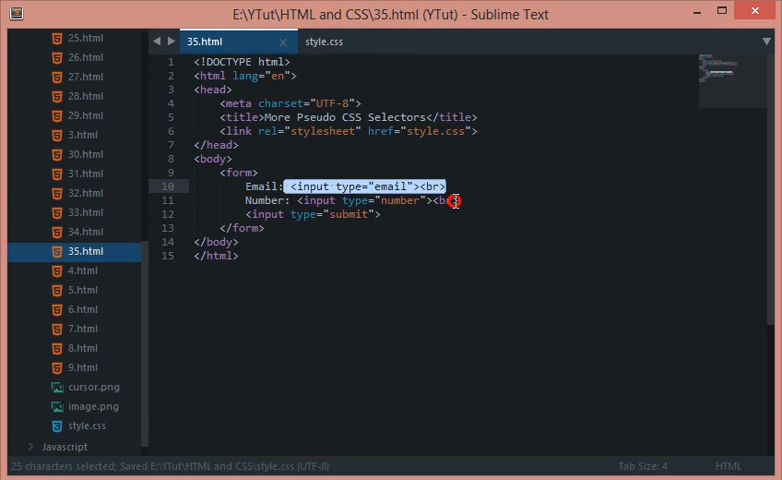 E:\YTut\HTML and CSS\35.html (YTut) - Sublime Text
25.html
26.html
27.html
28.html
29.html
3.html
30.html
31.html
32.html
33.html
34.html
35.html
4.html
5.html
6.html
7.html
8.html
9.html
cursor.png
image.png
style.css
Javascript
35.html
style.css
1 <!DOCTYPE html>
2 <html lang="en">
3 <head>
4 <meta charset="UTF-8">
5 <title>More Pseudo CSS Selectors</title>
6 <link rel="stylesheet" href="style.css">
7 </head>
8 <body>
9 <form>
10 Email: <input type="email"><br>
11 Number: <input type="number"><br>
12 <input type="submit">
13 </form>
14 </body>
15 </html>
25 characters selected; Saved E:\YTut\HTML and CSS\style.css (UTF-8)
Tab Size: 4
HTML